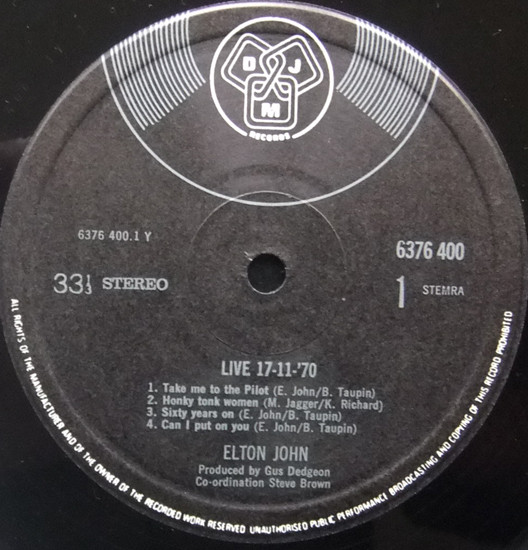 D J
M
RECORDS
6376 400.1 Y
6376 400
33⅓ STEREO
1 STEMRA
LIVE 17-11-'70
1. Take me to the Pilot (E. John/B. Taupin)
2. Honky tonk women (M. Jagger/K. Richard)
3. Sixty years on (E. John/B. Taupin)
4. Can I put on you (E. John/B. Taupin)
ELTON JOHN
Produced by Gus Dedgeon
Co-ordination Steve Brown
ALL RIGHTS OF THE MANUFACTURER AND OF THE OWNER OF THE RECORDED WORK RESERVED UNAUTHORISED PUBLIC PERFORMANCE BROADCASTING AND COPYING OF THIS RECORD PROHIBITED